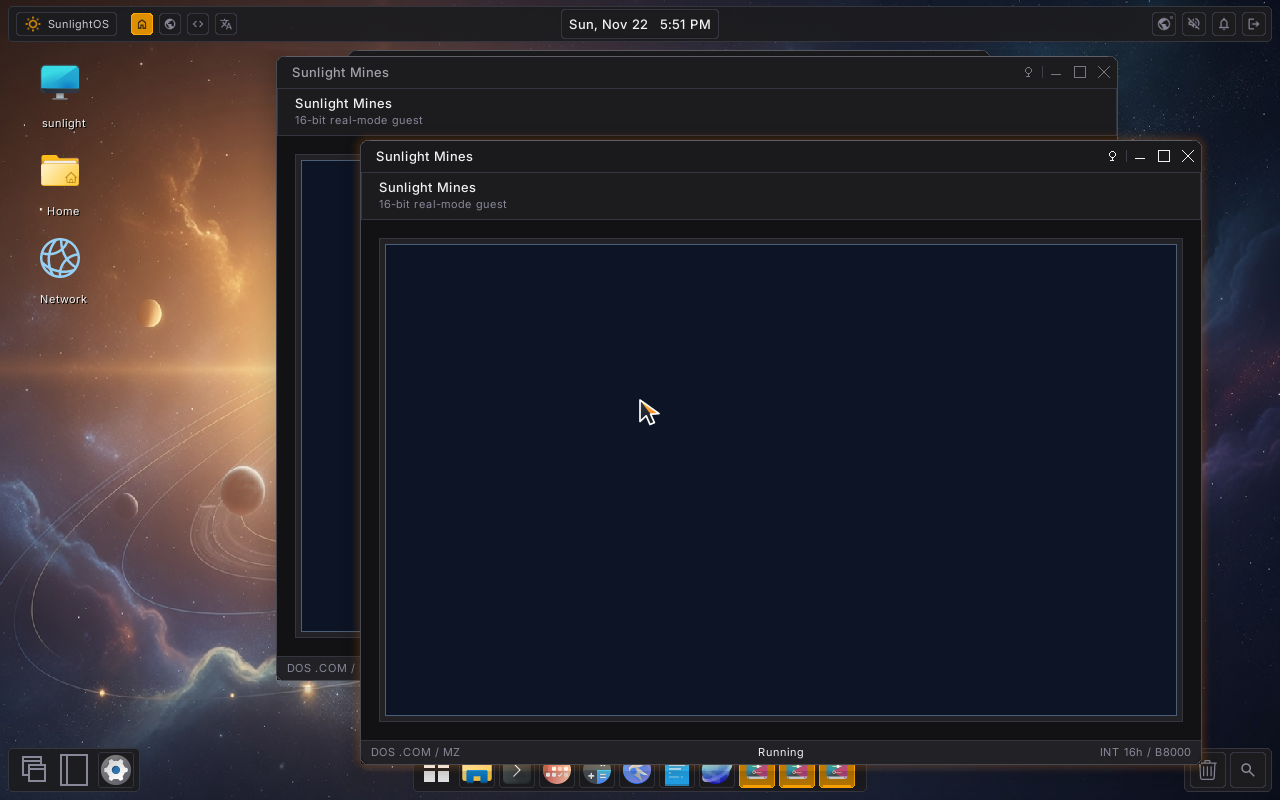 SunlightOS
Sun, Nov 22 5:51 PM
sunlight
Home
Network
Sunlight Mines
Sunlight Mines
16-bit real-mode guest
DOS .COM /
Sunlight Mines
Sunlight Mines
16-bit real-mode guest
DOS .COM / MZ
Running
INT 16h / B8000